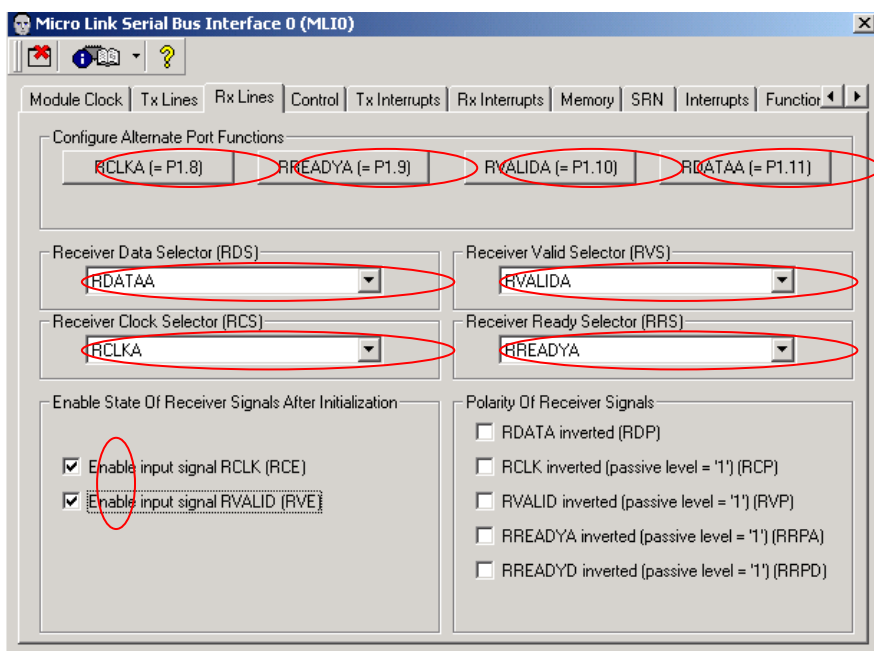 Micro Link Serial Bus Interface 0 (MLI0)
Module Clock Tx Lines Rx Lines Control Tx Interrupts Rx Interrupts Memory SRN Interrupts Function
Configure Alternate Port Functions
RCLKA (= P1.8) RREADYA (= P1.9) RVALIDA (= P1.10) RDATAA (= P1.11)
Receiver Data Selector (RDS) Receiver Valid Selector (RVS)
RDATAA RVALIDA
Receiver Clock Selector (RCS) Receiver Ready Selector (RRS)
RCLKA RREADYA
Enable State Of Receiver Signals After Initialization
Enable input signal RCLK (RCE)
Enable input signal RVALID (RVE)
Polarity Of Receiver Signals
RDATA inverted (RDP)
RCLK inverted (passive level = '1') (RCP)
RVALID inverted (passive level = '1') (RVP)
RREADYA inverted (passive level = '1') (RRPA)
RREADYD inverted (passive level = '1') (RRPD)